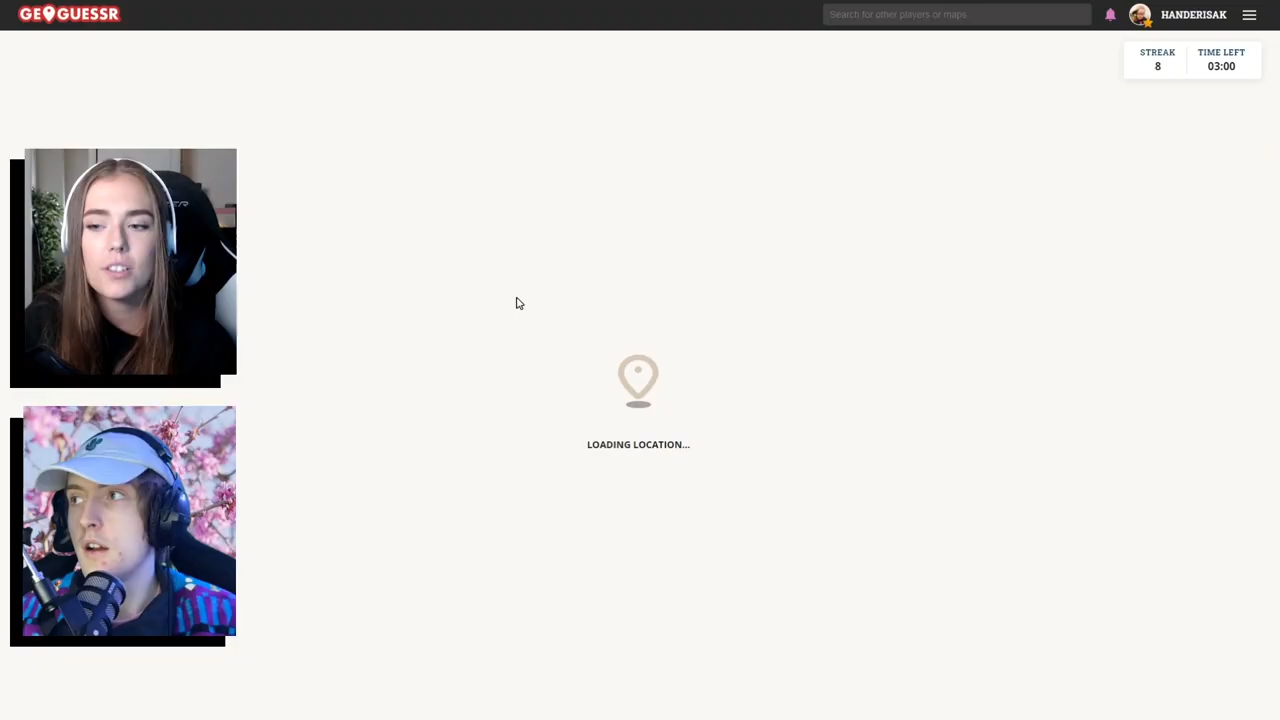 GEOGUESSR
Search for other players or maps.
HANDERISAK
STREAK
TIME LEFT
8
03:00
LOADING LOCATION...